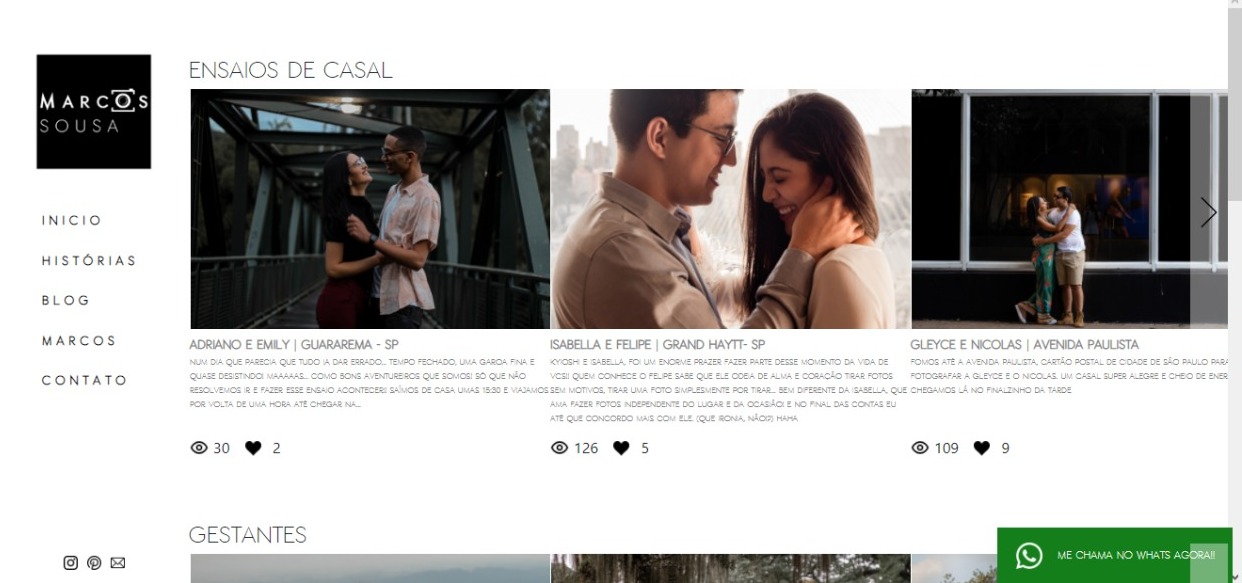 MARCOS
SOUSA
INICIO
HISTÓRIAS
BLOG
MARCOS
CONTATO
ENSAIOS DE CASAL
ADRIANO E EMILY | GUARAREMA - SP
NUM DIA QUE PARECIA QUE TUDO IA DAR ERRADO... TEMPO FECHADO, UMA GAROA FINA E
QUASE DESISTINDO! MAAAAAS... COMO BONS AVENTUREIROS QUE SOMOS! SÓ QUE NÃO
RESOLVEMOS IR E FAZER ESSE ENSAIO ACONTECER!! SAÍMOS DE CASA UMAS 15:30 E VIAJAMOS
POR VOLTA DE UMA HORA ATÉ CHEGAR NA...
30 2
ISABELLA E FELIPE | GRAND HAYTT- SP
KYIOSHI E ISABELLA, FOI UM ENORME PRAZER FAZER PARTE DESSE MOMENTO DA VIDA DE
VCS!! QUEM CONHECE O FELIPE SABE QUE ELE ODEIA DE ALMA E CORAÇÃO TIRAR FOTOS
SEM MOTIVOS, TIRAR UMA FOTO SIMPLESMENTE POR TIRAR... BEM DIFERENTE DA ISABELLA, QUE
AMA FAZER FOTOS INDEPENDENTE DO LUGAR E DA OCASIÃO! E NO FINAL DAS CONTAS EU
ATÉ QUE CONCORDO MAIS COM ELE. (QUE IRONIA, NÃO!?) HAHA
126 5
GLEYCE E NICOLAS | AVENIDA PAULISTA
FOMOS ATÉ A AVENIDA PAULISTA, CARTÃO POSTAL DE CIDADE DE SÃO PAULO PARA
FOTOGRAFAR A GLEYCE E O NICOLAS. UM CASAL SUPER ALEGRE E CHEIO DE ENER
CHEGAMOS LÁ NO FINALZINHO DA TARDE
109 9
GESTANTES
ME CHAMA NO WHATS AGORA!!